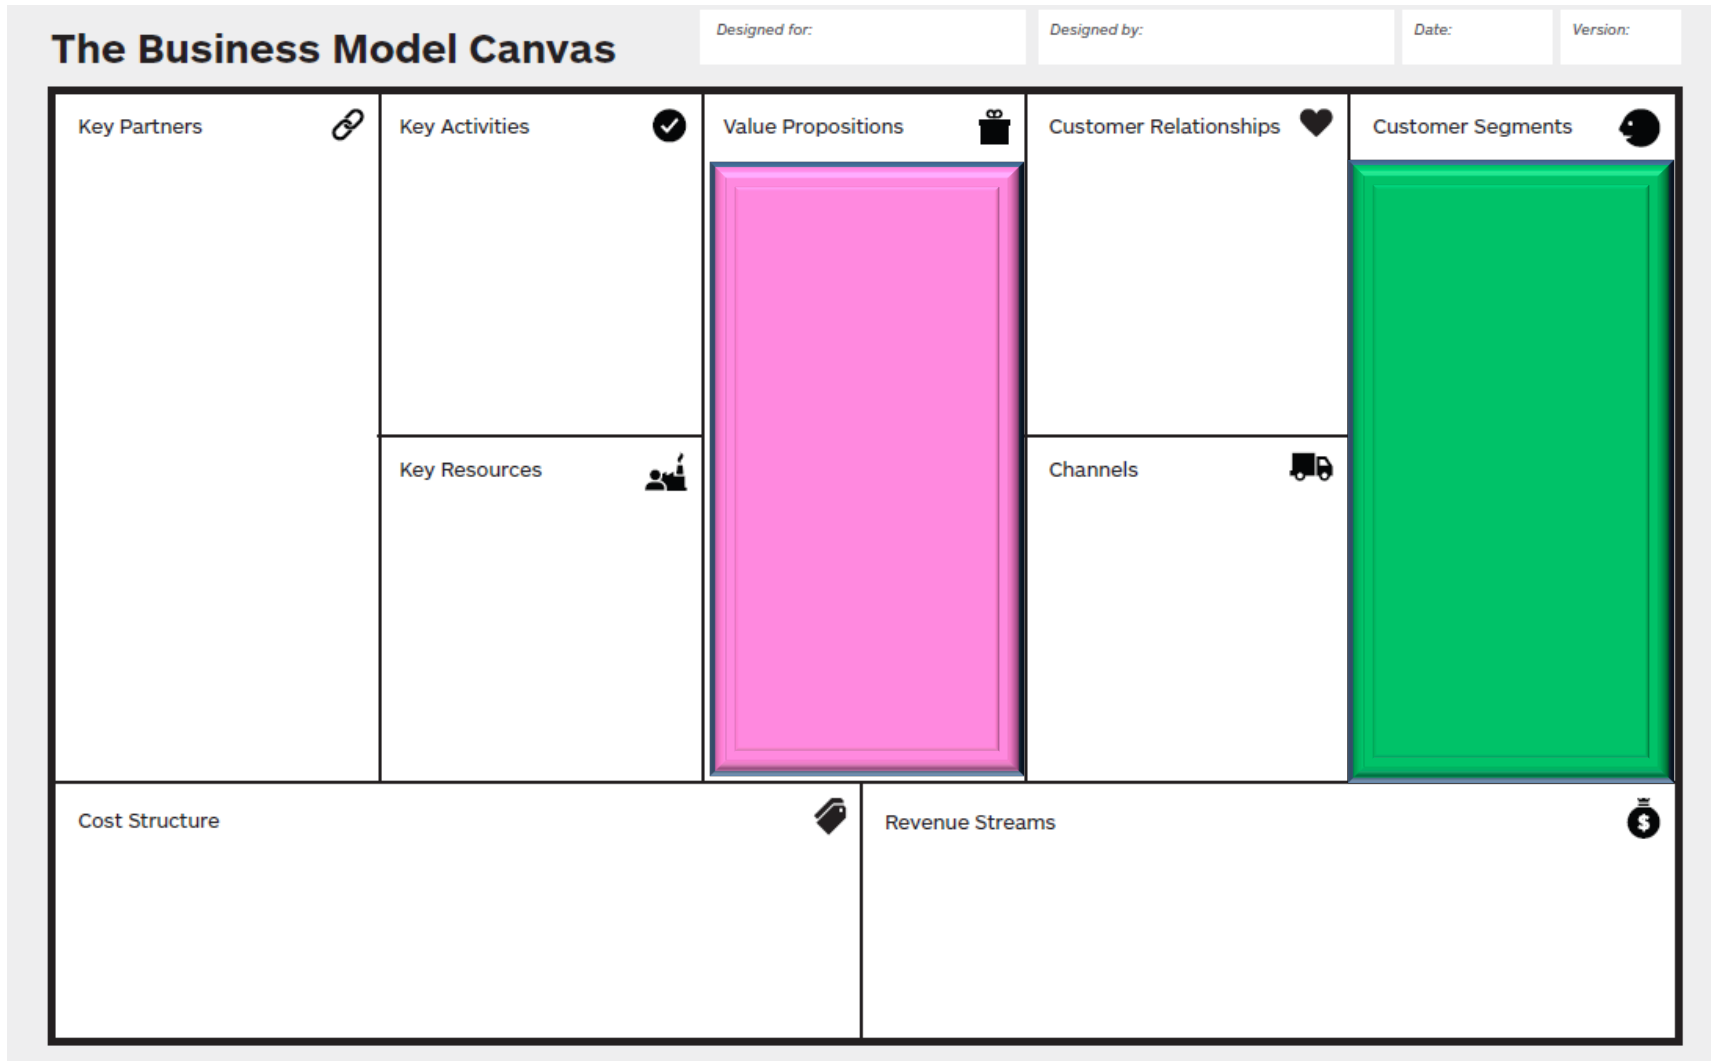 The Business Model Canvas
Designed for:
Designed by:
Date:
Version:
Key Partners
Key Activities
Value Propositions
Customer Relationships
Customer Segments
Key Resources
Channels
Cost Structure
Revenue Streams
$